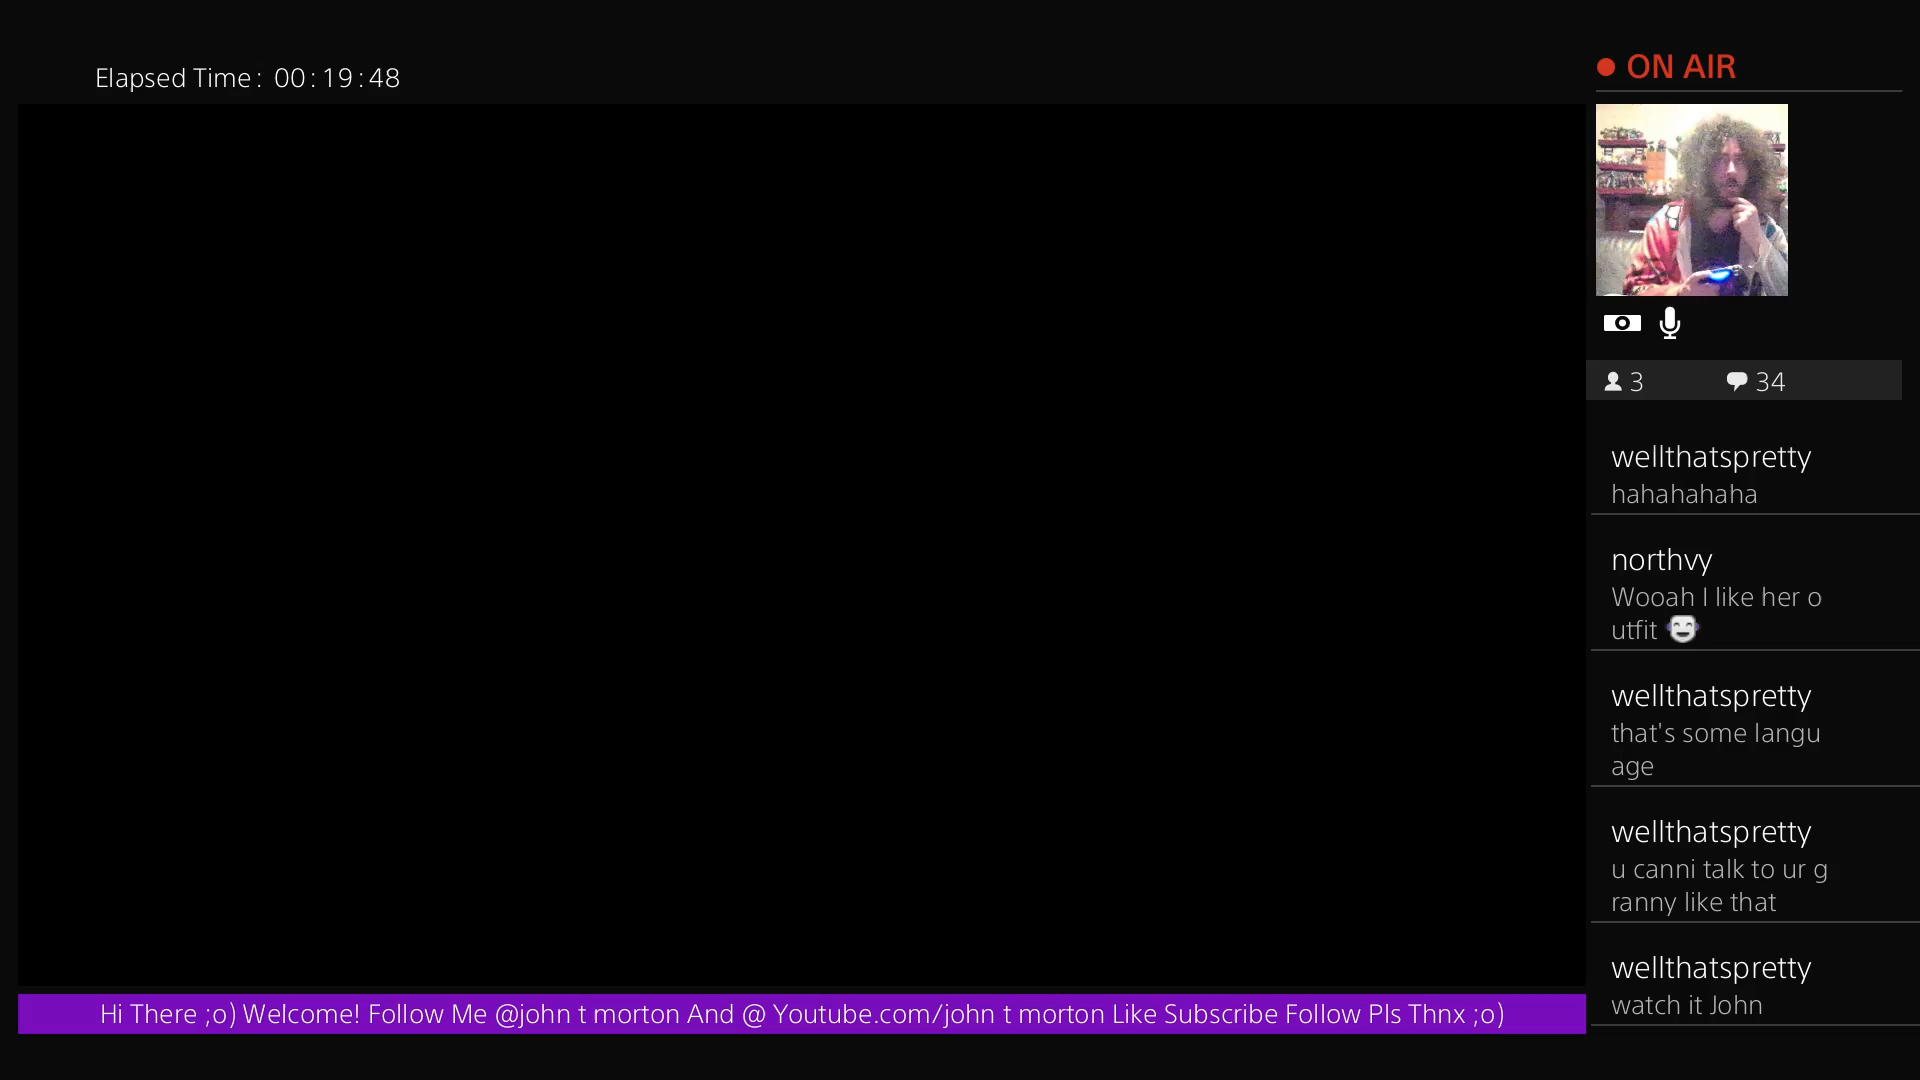 Elapsed Time: 00:19:48
ON AIR
3 34
wellthatspretty
hahahahaha
northvy
Wooah I like her o
utfit
wellthatspretty
that's some langu
age
wellthatspretty
u canni talk to ur g
ranny like that
wellthatspretty
watch it John
Hi There ;o) Welcome! Follow Me @john t morton And @ Youtube.com/john t morton Like Subscribe Follow Pls Thnx ;o)